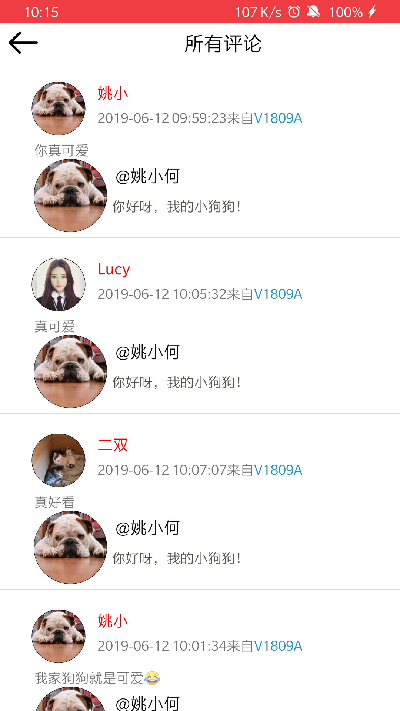 10:15
107 K/s
100%
所有评论
姚小
2019-06-12 09:59:23来自V1809A
你真可爱
@姚小何
你好呀，我的小狗狗！
Lucy
2019-06-12 10:05:32来自V1809A
真可爱
@姚小何
你好呀，我的小狗狗！
二双
2019-06-12 10:07:07来自V1809A
真好看
@姚小何
你好呀，我的小狗狗！
姚小
2019-06-12 10:01:34来自V1809A
我家狗狗就是可爱😂
@姚小何